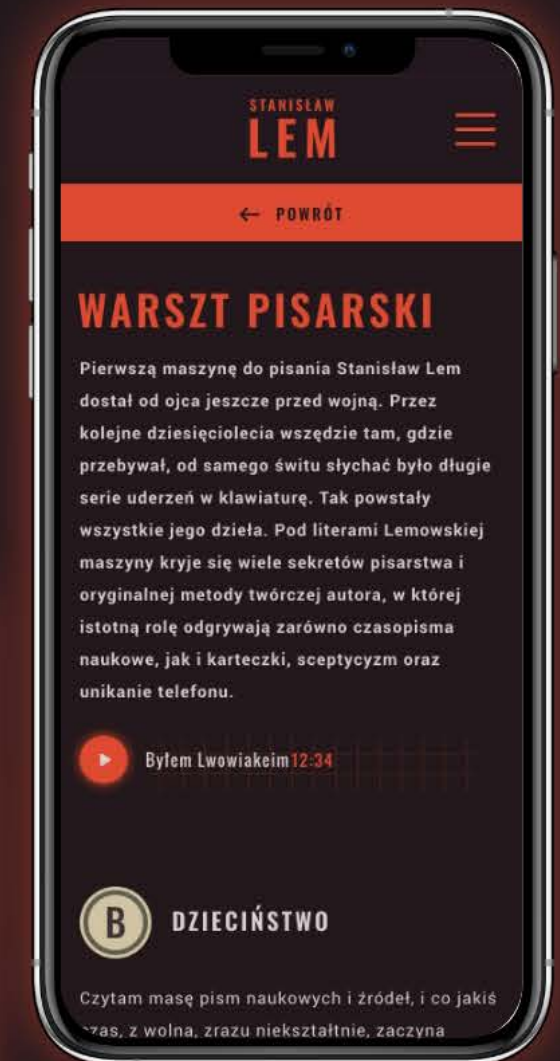 STANISŁAW
LEM
← POWRÓT
WARSZT PISARSKI
Pierwszą maszynę do pisania Stanisław Lem
dostał od ojca jeszcze przed wojną. Przez
kolejne dziesięciolecia wszędzie tam, gdzie
przebywał, od samego świtu słychać było długie
serie uderzeń w klawiaturę. Tak powstały
wszystkie jego dzieła. Pod literami Lemowskiej
maszyny kryje się wiele sekretów pisarstwa i
oryginalnej metody twórczej autora, w której
istotną rolę odgrywają zarówno czasopisma
naukowe, jak i karteczki, sceptycyzm oraz
unikanie telefonu.
Byłem Lwowiakeim 12:34
B DZIECIŃSTWO
Czytam masę pism naukowych i źródeł, i co jakiś
czas, z wolna, zrazu niekształtnie, zaczyna